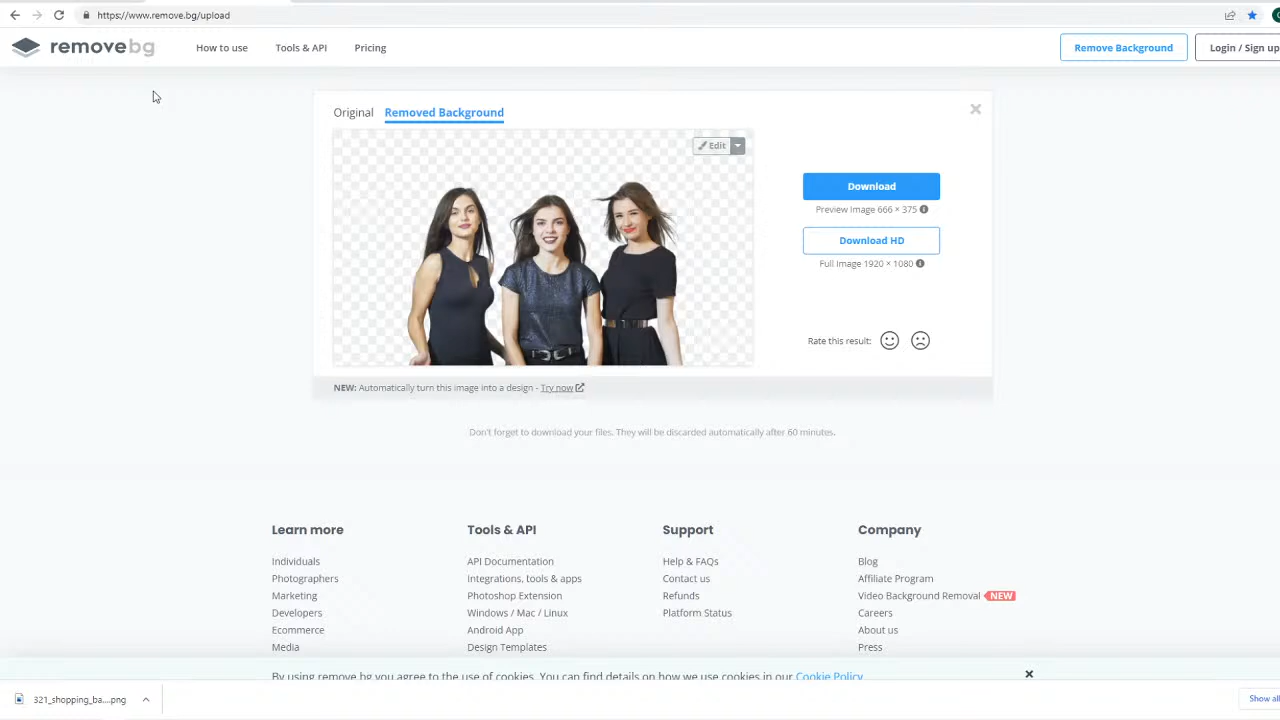 https://www.remove.bg/upload
removebg
How to use
Tools & API
Pricing
Remove Background
Login / Sign up
Original
Removed Background
Edit
Download
Preview Image 666 × 375
Download HD
Full Image 1920 × 1080
Rate this result:
NEW: Automatically turn this image into a design - Try now
Don't forget to download your files. They will be discarded automatically after 60 minutes.
Learn more
Individuals
Photographers
Marketing
Developers
Ecommerce
Media
Tools & API
API Documentation
Integrations, tools & apps
Photoshop Extension
Windows / Mac / Linux
Android App
Design Templates
Support
Help & FAQs
Contact us
Refunds
Platform Status
Company
Blog
Affiliate Program
Video Background Removal NEW
Careers
About us
Press
By using remove.bg you agree to the use of cookies. You can find details on how we use cookies in our Cookie Policy.
321_shopping_ba....png
Show all